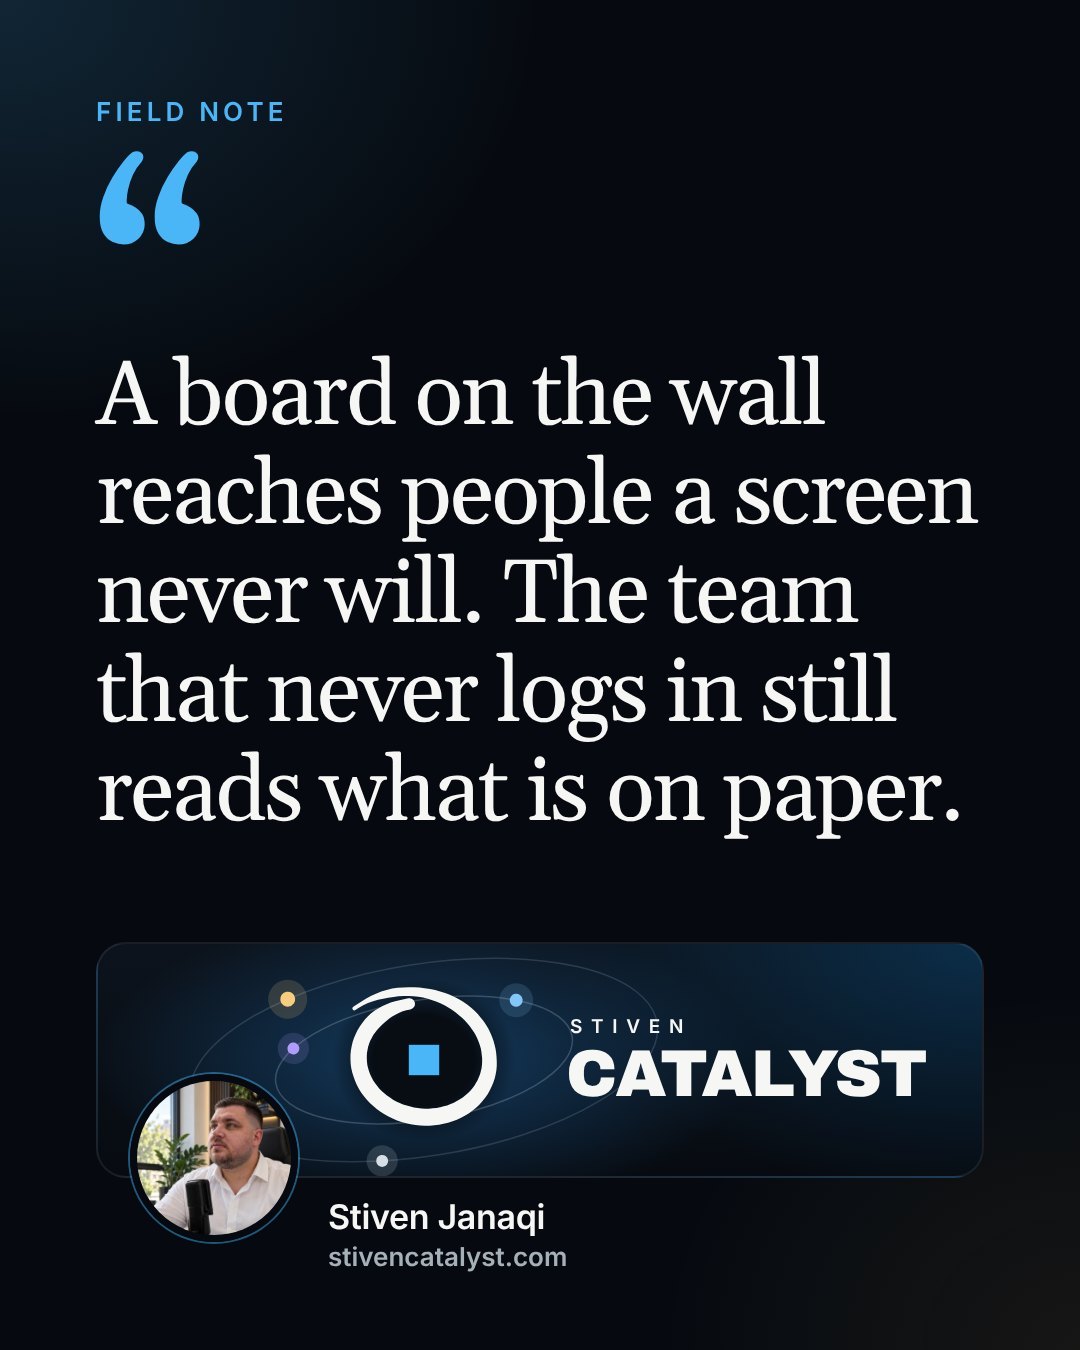 FIELD NOTE
“
A board on the wall
reaches people a screen
never will. The team
that never logs in still
reads what is on paper.
STIVEN
CATALYST
Stiven Janaqi
stivencatalyst.com